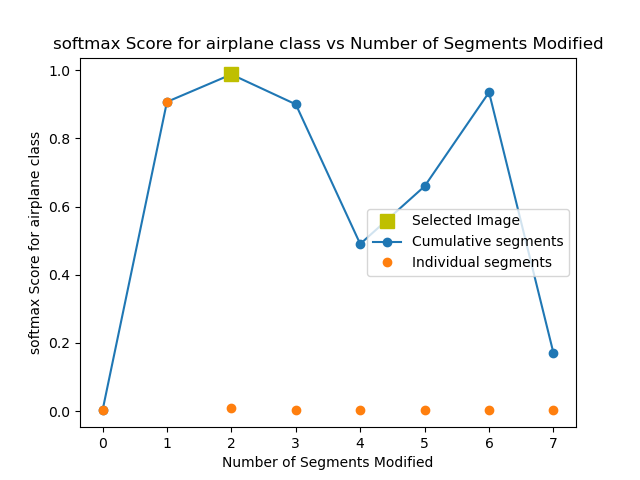 softmax Score for airplane class vs Number of Segments Modified
softmax Score for airplane class
1.0
0.8
0.6
0.4
0.2
0.0
Selected Image
Cumulative segments
Individual segments
0 1 2 3 4 5 6 7
Number of Segments Modified